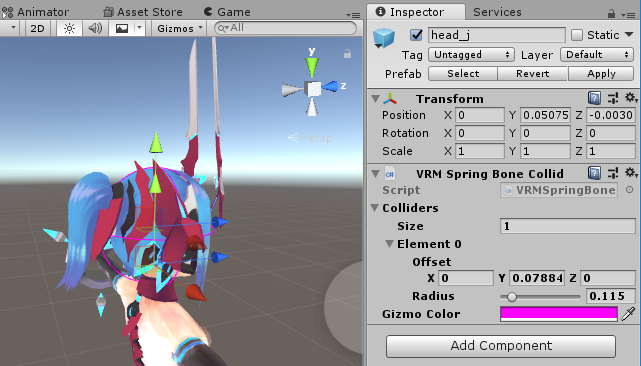 Animator
Asset Store
Game
2D
Gizmos
All
y
z
Persp
Inspector
Services
head_j
Static
Tag Untagged Layer Default
Prefab Select Revert Apply
Transform
Position X 0 Y 0.05075 Z -0.0030
Rotation X 0 Y 0 Z 0
Scale X 1 Y 1 Z 1
VRM Spring Bone Collid
Script VRMSpringBone
Colliders
Size 1
Element 0
Offset
X 0 Y 0.07884 Z 0
Radius 0.115
Gizmo Color
Add Component